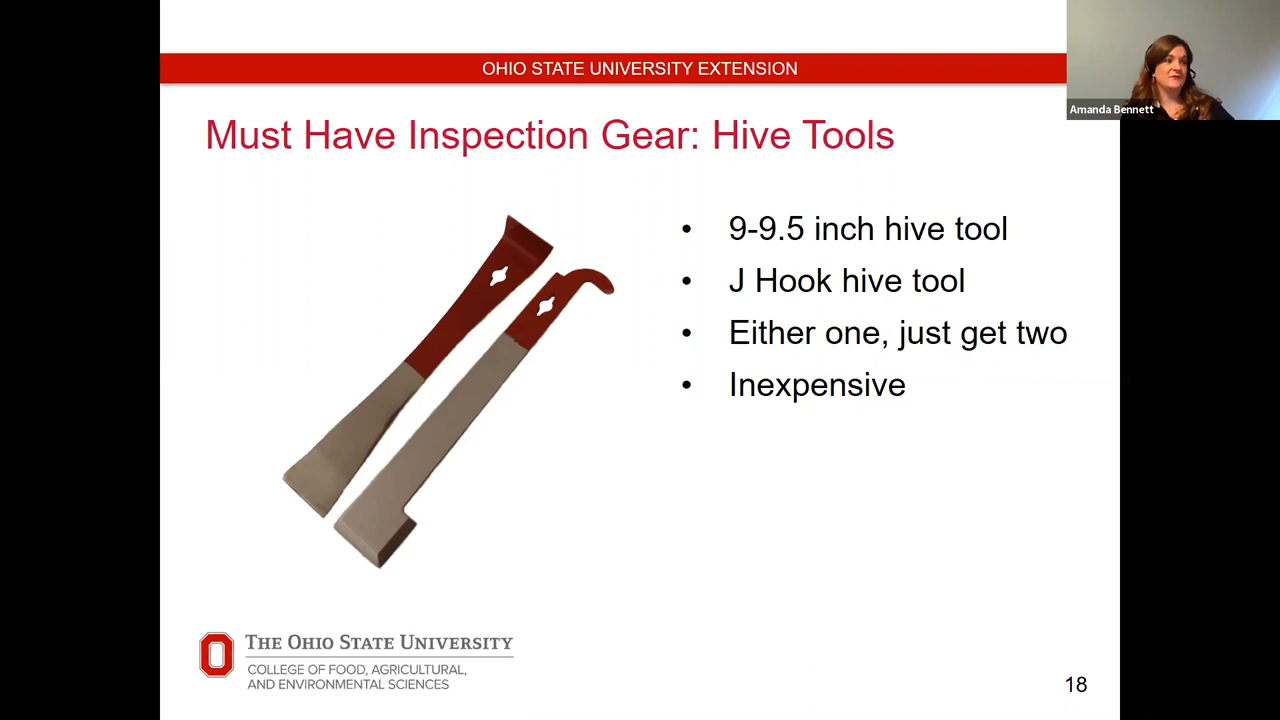 OHIO STATE UNIVERSITY EXTENSION
Amanda Bennett
Must Have Inspection Gear: Hive Tools
• 9-9.5 inch hive tool
• J Hook hive tool
• Either one, just get two
• Inexpensive
THE OHIO STATE UNIVERSITY
COLLEGE OF FOOD, AGRICULTURAL,
AND ENVIRONMENTAL SCIENCES
18